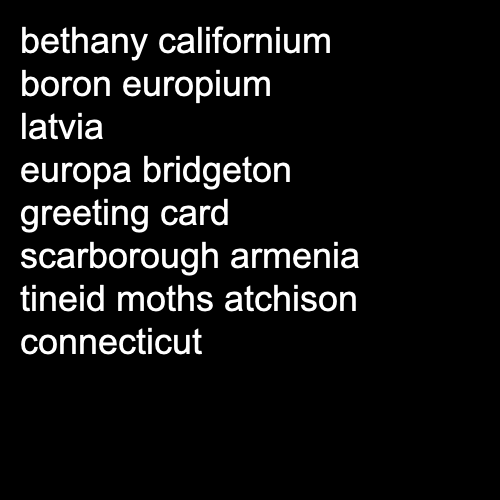 bethany californium
boron europium
latvia
europa bridgeton
greeting card
scarborough armenia
tineid moths atchison
connecticut